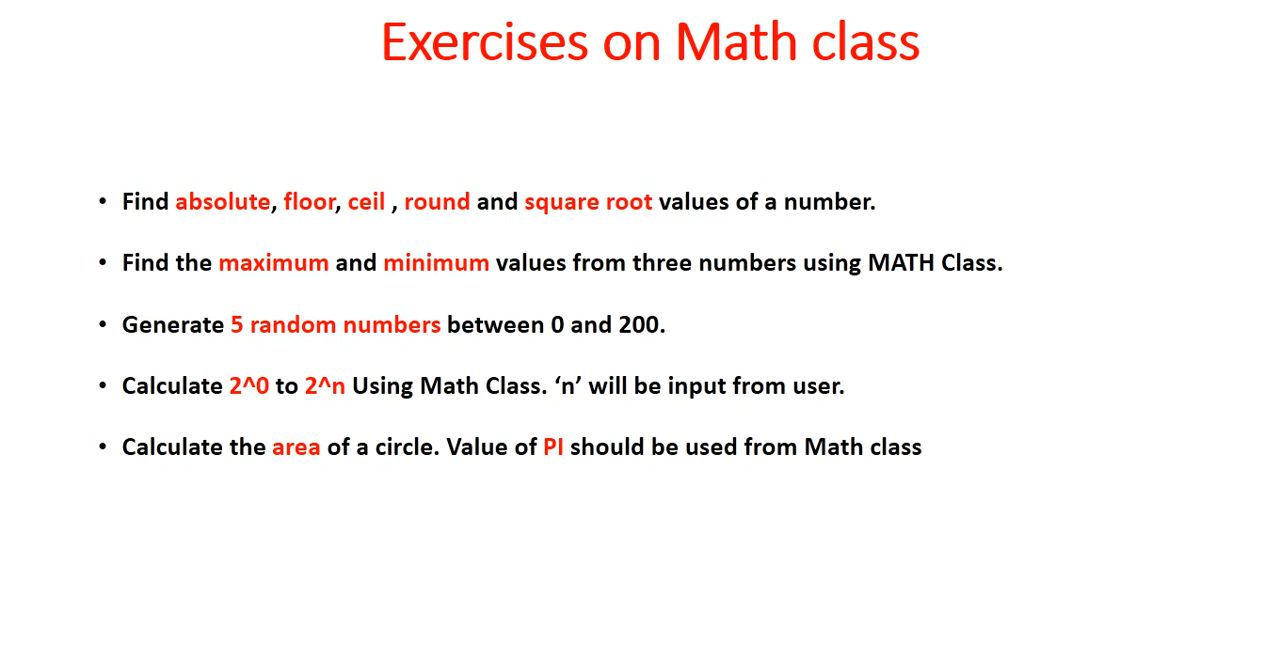 Exercises on Math class
• Find absolute, floor, ceil , round and square root values of a number.
• Find the maximum and minimum values from three numbers using MATH Class.
• Generate 5 random numbers between 0 and 200.
• Calculate 2^0 to 2^n Using Math Class. ‘n’ will be input from user.
• Calculate the area of a circle. Value of PI should be used from Math class